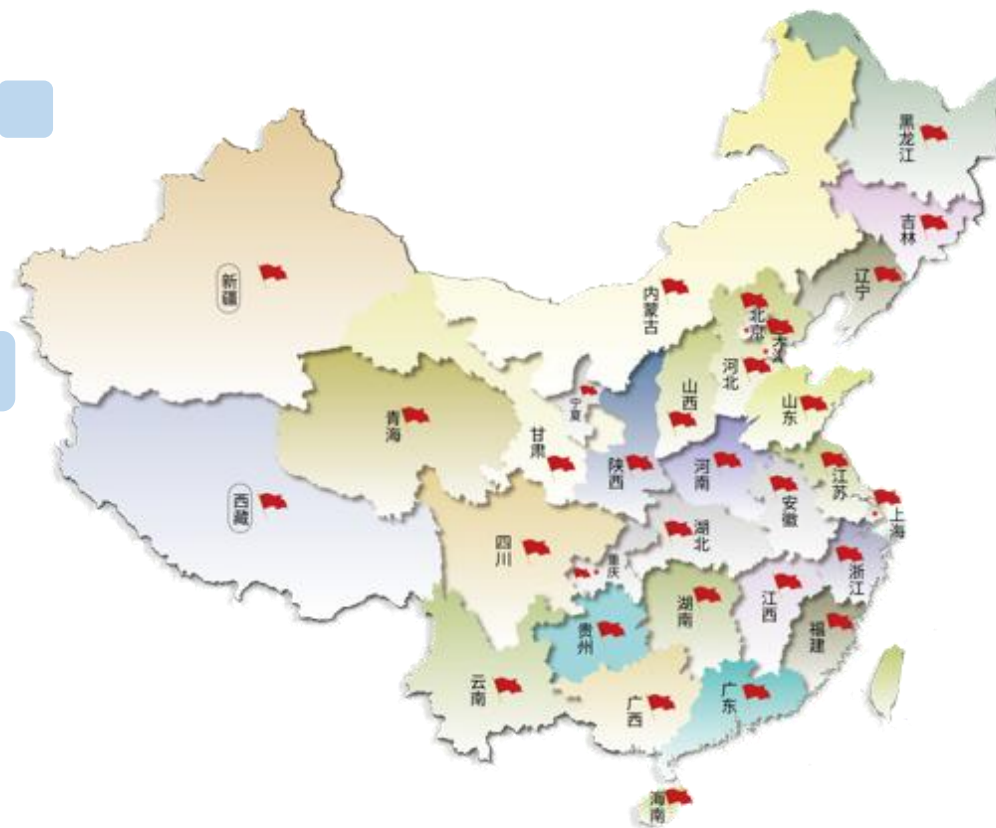 黑龙江
吉林
辽宁
新疆
内蒙古
北京
天津
河北
山西
山东
宁夏
青海
甘肃
陕西
河南
江苏
安徽
上海
西藏
湖北
四川
重庆
浙江
江西
湖南
福建
贵州
云南
广西
广东
海南